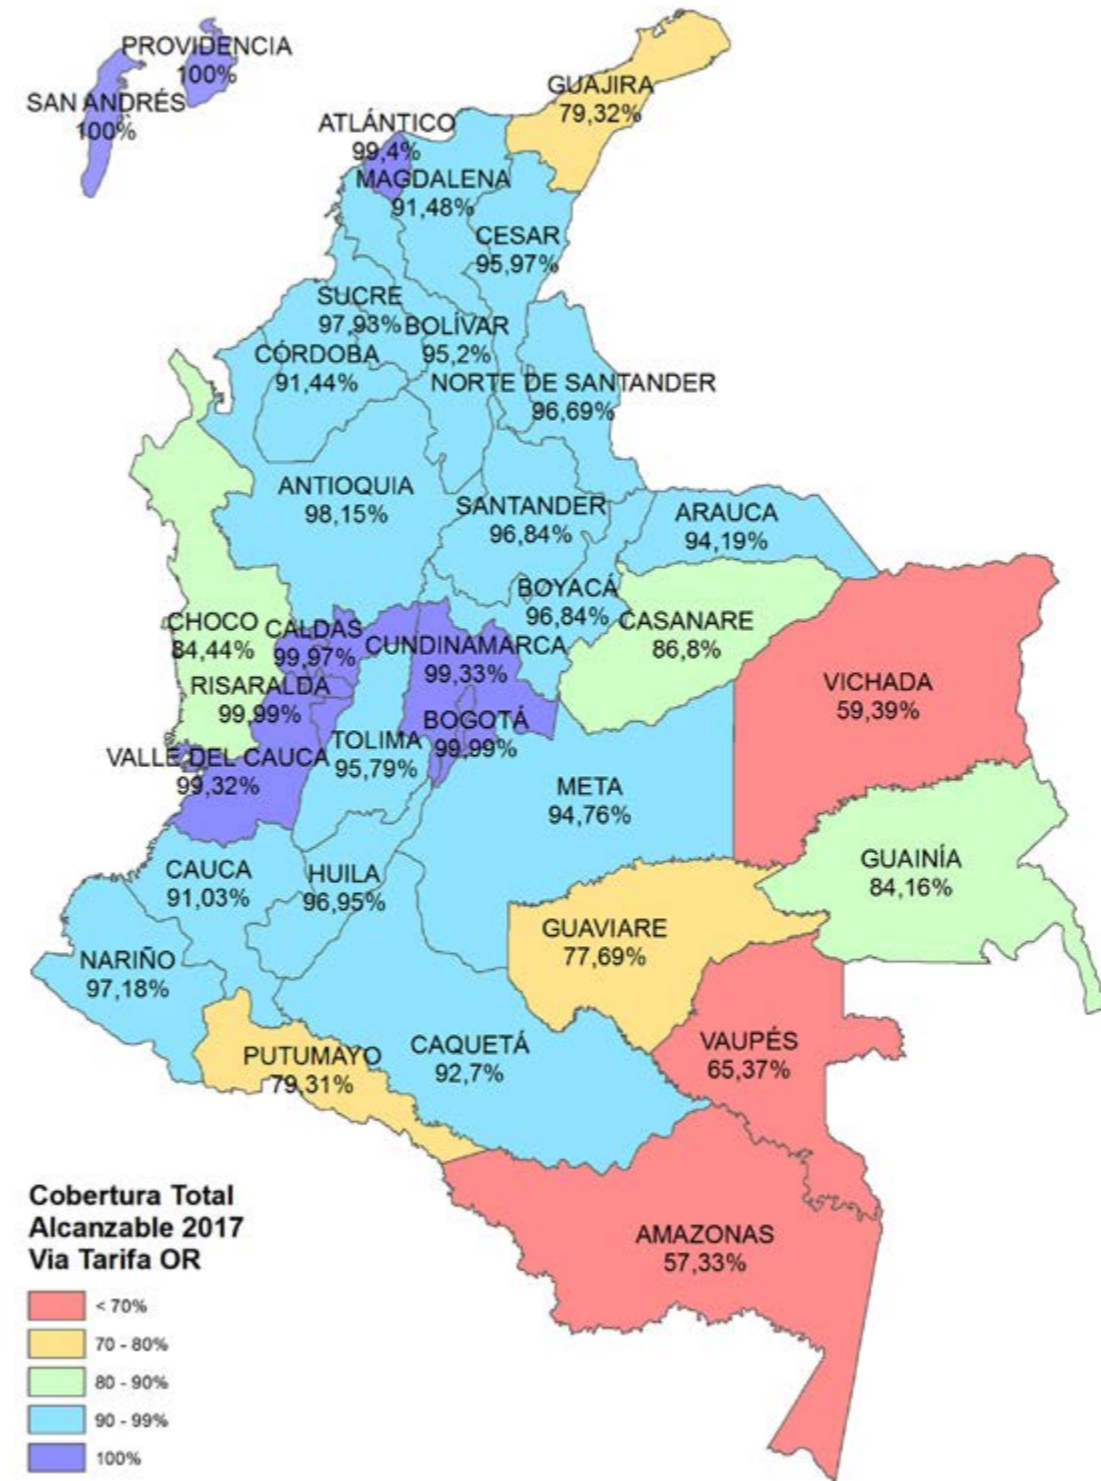 PROVIDENCIA
100%
SAN ANDRÉS
100%
GUAJIRA
79,32%
ATLÁNTICO
99,4%
MAGDALENA
91,48%
CESAR
95,97%
SUCRE
97,93%
BOLÍVAR
95,2%
CÓRDOBA
91,44%
NORTE DE SANTANDER
96,69%
ANTIOQUIA
98,15%
SANTANDER
96,84%
ARAUCA
94,19%
BOYACÁ
96,84%
CASANARE
86,8%
CHOCO
84,44%
CALDAS
99,97%
CUNDINAMARCA
99,33%
VICHADA
59,39%
RISARALDA
99,99%
BOGOTÁ
99,99%
TOLIMA
95,79%
VALLE DEL CAUCA
99,32%
META
94,76%
GUAINÍA
84,16%
CAUCA
91,03%
HUILA
96,95%
GUAVIARE
77,69%
NARIÑO
97,18%
VAUPÉS
65,37%
CAQUETÁ
92,7%
PUTUMAYO
79,31%
AMAZONAS
57,33%
Cobertura Total
Alcanzable 2017
Via Tarifa OR
< 70%
70 - 80%
80 - 90%
90 - 99%
100%